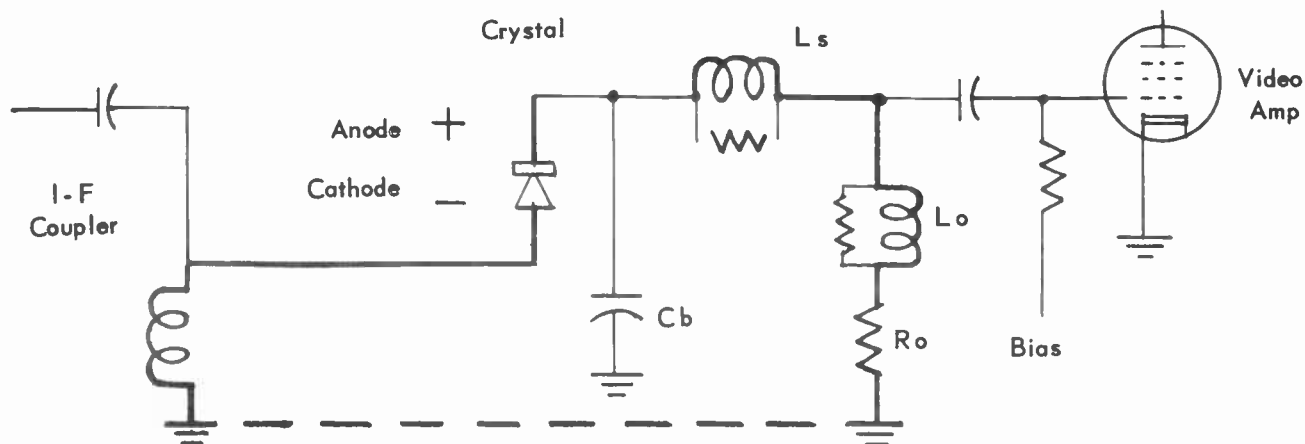 Crystal
Ls
Video
Amp
Anode +
Cathode -
I-F
Coupler
Lo
Cb
Ro
Bias